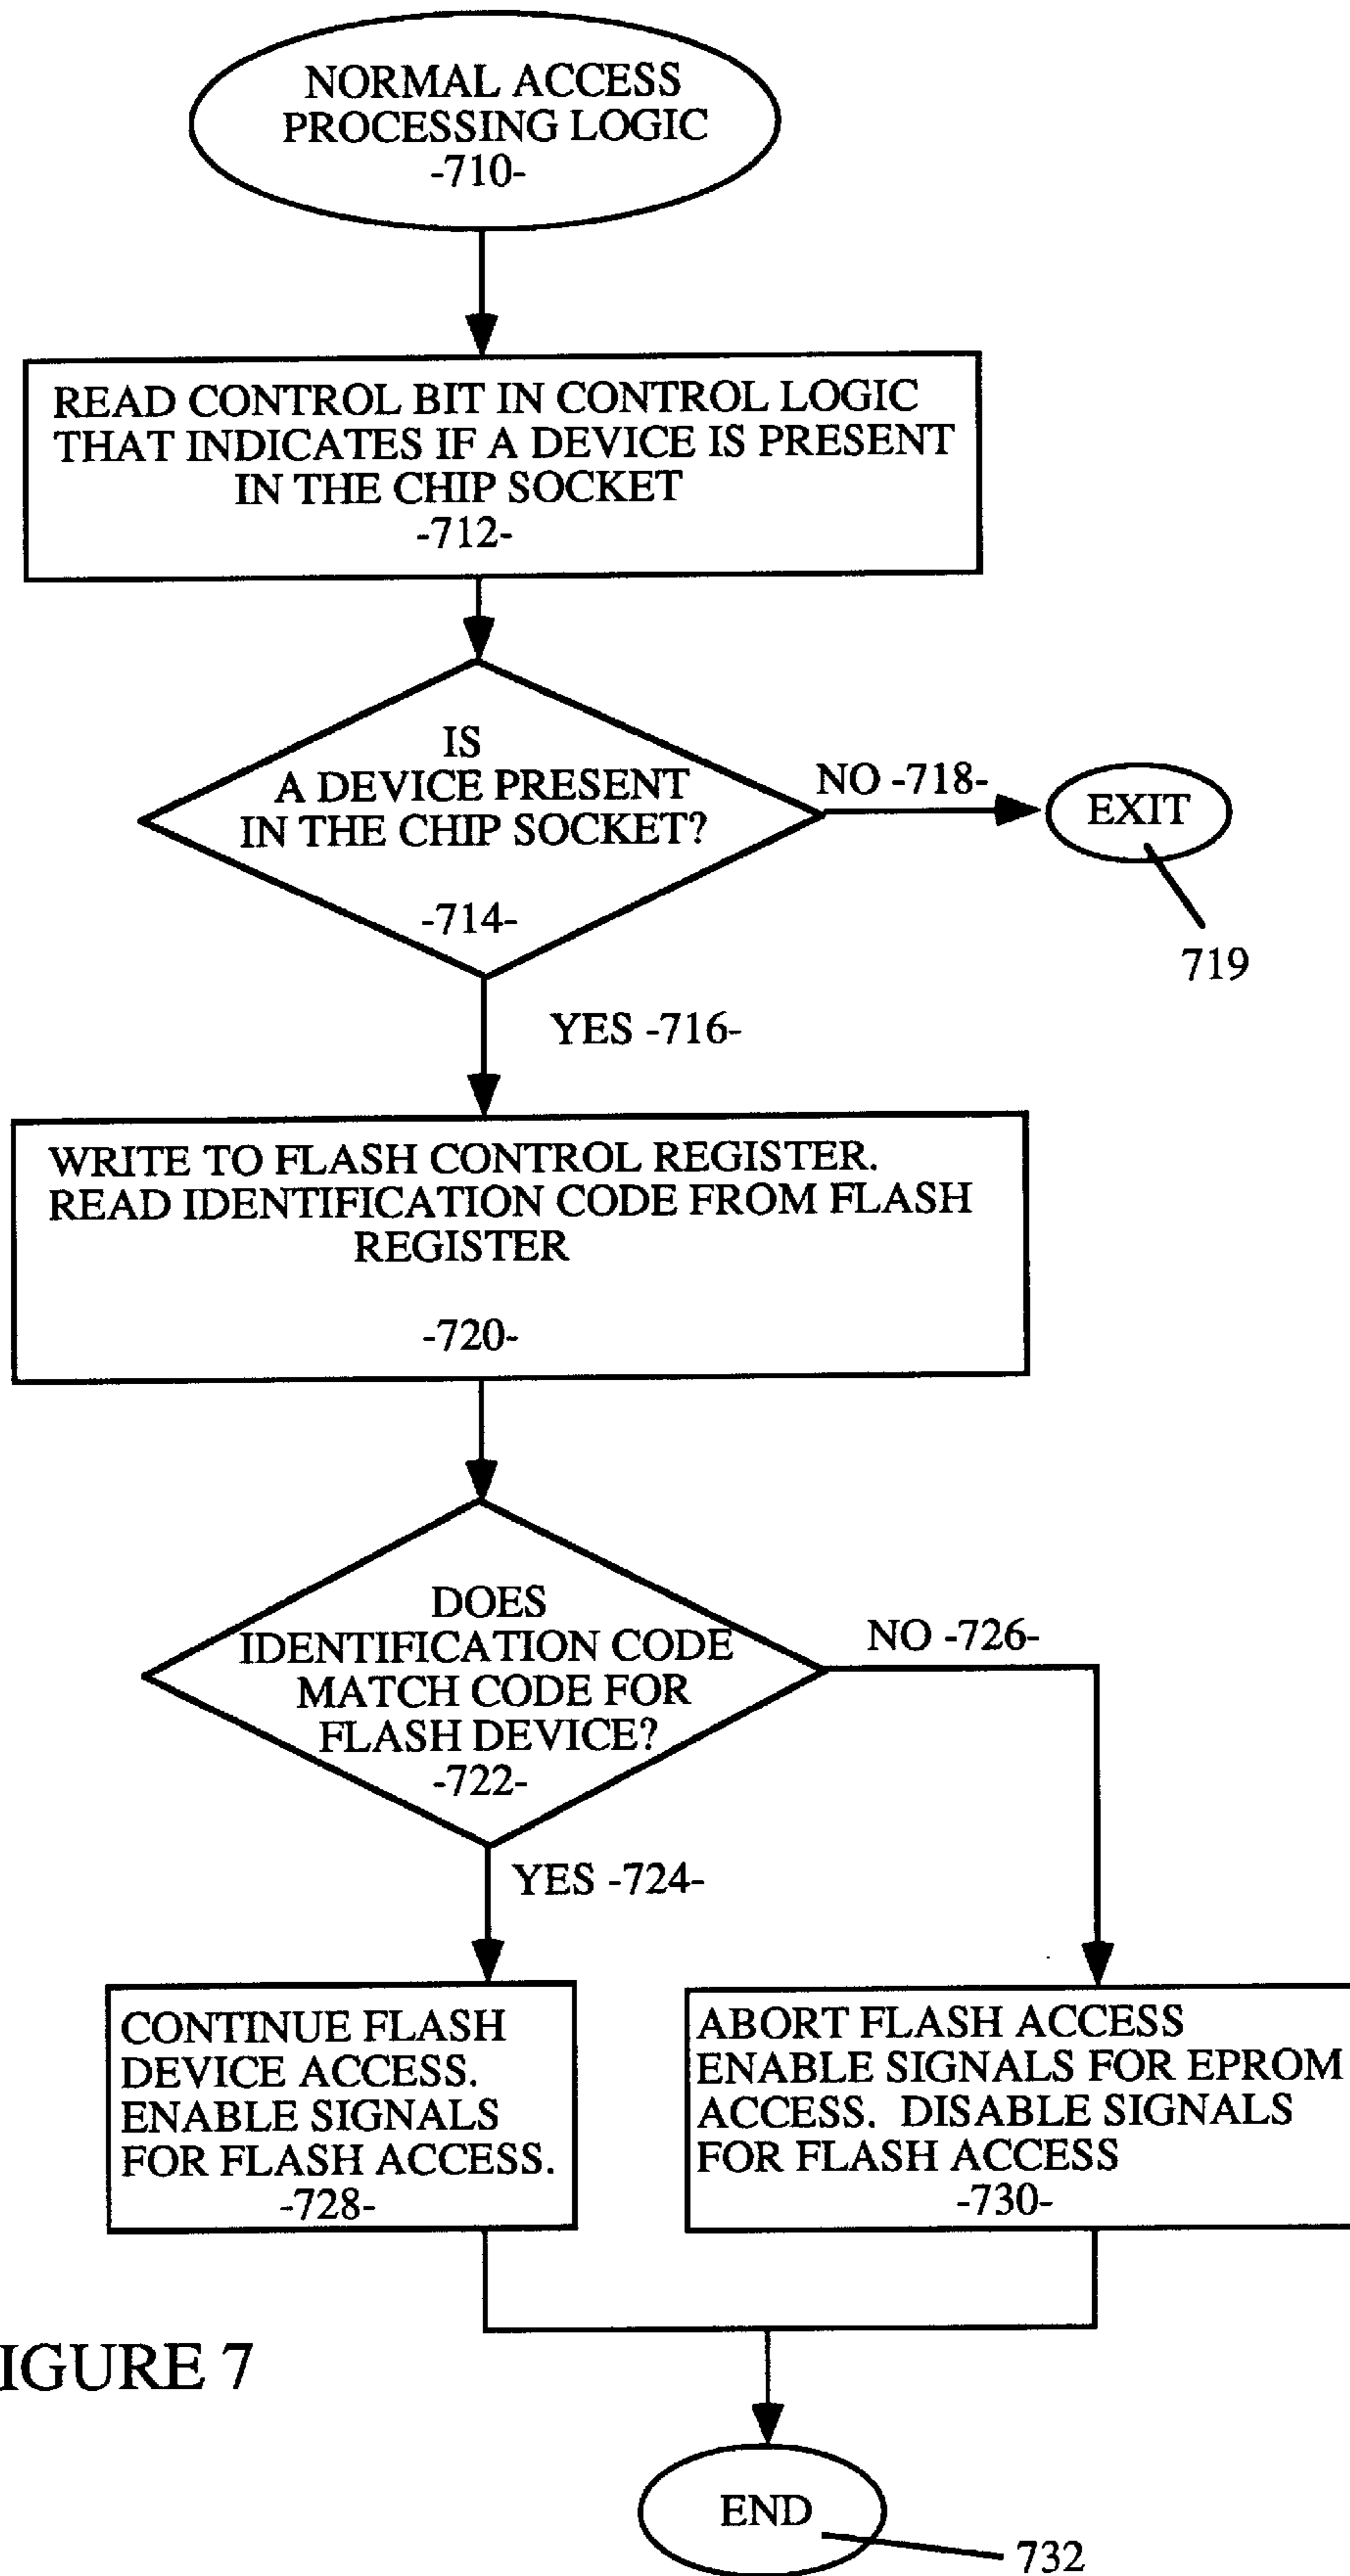 NORMAL ACCESS
PROCESSING LOGIC
-710-
READ CONTROL BIT IN CONTROL LOGIC
THAT INDICATES IF A DEVICE IS PRESENT
IN THE CHIP SOCKET
-712-
IS
A DEVICE PRESENT
IN THE CHIP SOCKET?
-714-
NO -718-
EXIT
719
YES -716-
WRITE TO FLASH CONTROL REGISTER.
READ IDENTIFICATION CODE FROM FLASH
REGISTER
-720-
DOES
IDENTIFICATION CODE
MATCH CODE FOR
FLASH DEVICE?
-722-
NO -726-
YES -724-
CONTINUE FLASH
DEVICE ACCESS.
ENABLE SIGNALS
FOR FLASH ACCESS.
-728-
ABORT FLASH ACCESS
ENABLE SIGNALS FOR EPROM
ACCESS. DISABLE SIGNALS
FOR FLASH ACCESS
-730-
IGURE 7
END
732